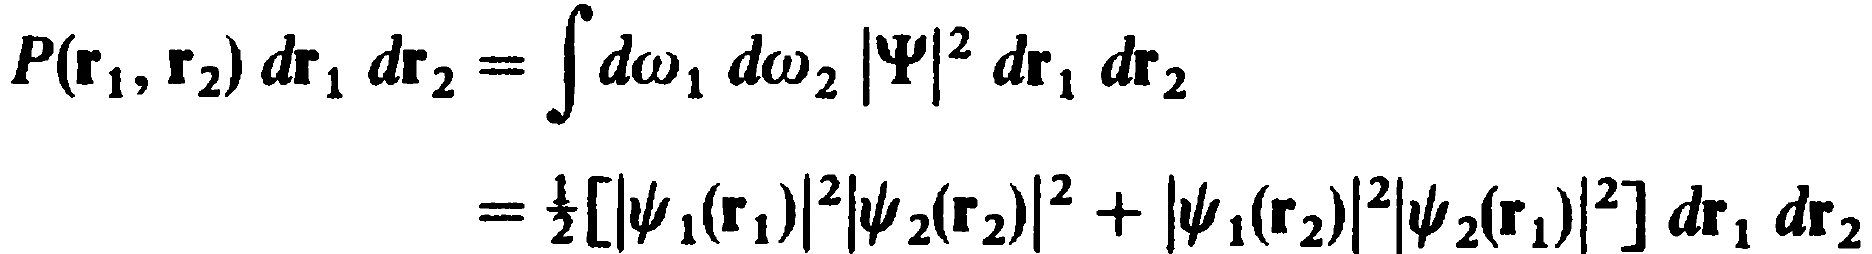 P(𝐫₁, 𝐫₂) d𝐫₁ d𝐫₂ = ∫ dω₁ dω₂ |Ψ|² d𝐫₁ d𝐫₂
= ½[|ψ₁(𝐫₁)|²|ψ₂(𝐫₂)|² + |ψ₁(𝐫₂)|²|ψ₂(𝐫₁)|²] d𝐫₁ d𝐫₂